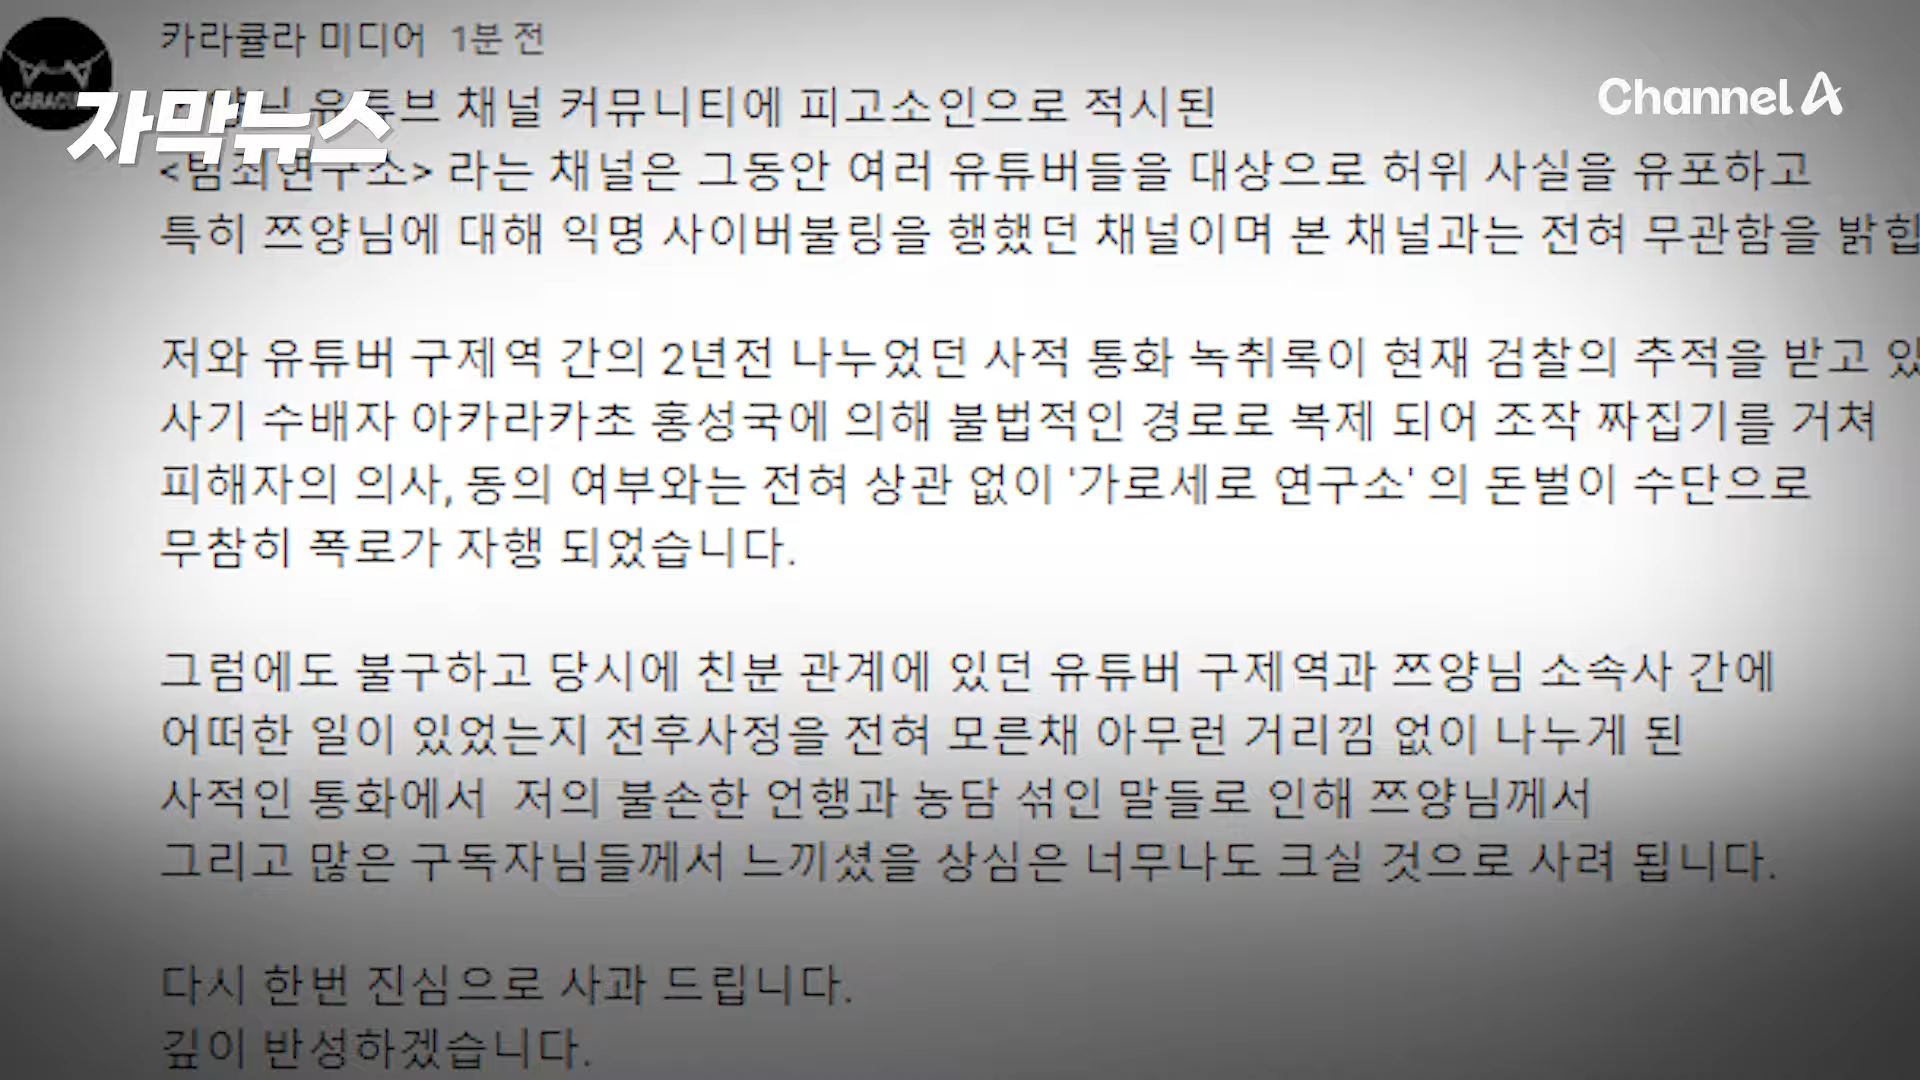 카라큘라 미디어 1분 전
자막뉴스
Channel A
유튜브 채널 커뮤니티에 피고소인으로 적시된
<범죄연구소> 라는 채널은 그동안 여러 유튜버들을 대상으로 허위 사실을 유포하고
특히 쯔양님에 대해 익명 사이버불링을 행했던 채널이며 본 채널과는 전혀 무관함을 밝힙
저와 유튜버 구제역 간의 2년전 나누었던 사적 통화 녹취록이 현재 검찰의 추적을 받고 있
사기 수배자 아카라카초 홍성국에 의해 불법적인 경로로 복제 되어 조작 짜집기를 거쳐
피해자의 의사, 동의 여부와는 전혀 상관 없이 '가로세로 연구소' 의 돈벌이 수단으로
무참히 폭로가 자행 되었습니다.
그럼에도 불구하고 당시에 친분 관계에 있던 유튜버 구제역과 쯔양님 소속사 간에
어떠한 일이 있었는지 전후사정을 전혀 모른채 아무런 거리낌 없이 나누게 된
사적인 통화에서 저의 불손한 언행과 농담 섞인 말들로 인해 쯔양님께서
그리고 많은 구독자님들께서 느끼셨을 상심은 너무나도 크실 것으로 사려 됩니다.
다시 한번 진심으로 사과 드립니다.
깊이 반성하겠습니다.